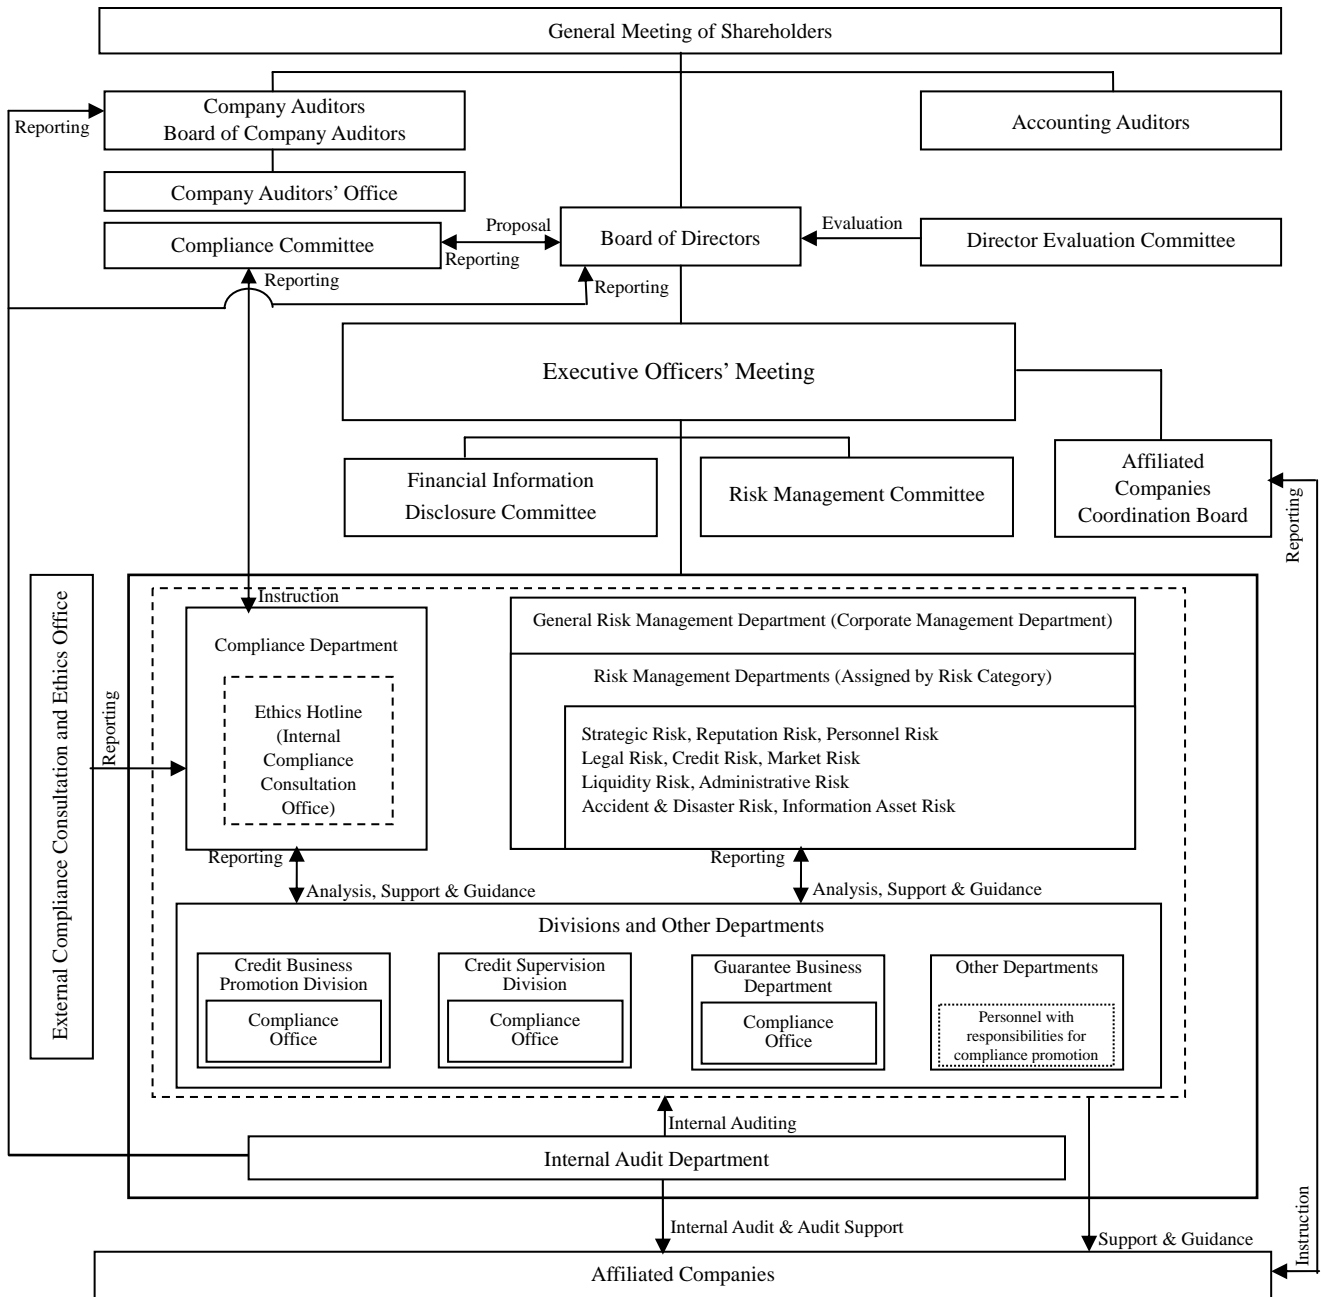 General Meeting of Shareholders
Company Auditors
Board of Company Auditors
Reporting
Accounting Auditors
Company Auditors’ Office
Compliance Committee
Proposal
Reporting
Board of Directors
Evaluation
Director Evaluation Committee
Reporting
Reporting
Executive Officers’ Meeting
Financial Information
Disclosure Committee
Risk Management Committee
Affiliated
Companies
Coordination Board
Reporting
External Compliance Consultation and Ethics Office
Reporting
Instruction
Compliance Department
Ethics Hotline
(Internal
Compliance
Consultation
Office)
General Risk Management Department (Corporate Management Department)
Risk Management Departments (Assigned by Risk Category)
Strategic Risk, Reputation Risk, Personnel Risk
Legal Risk, Credit Risk, Market Risk
Liquidity Risk, Administrative Risk
Accident & Disaster Risk, Information Asset Risk
Reporting
Analysis, Support & Guidance
Reporting
Analysis, Support & Guidance
Divisions and Other Departments
Credit Business
Promotion Division
Compliance
Office
Credit Supervision
Division
Compliance
Office
Guarantee Business
Department
Compliance
Office
Other Departments
Personnel with
responsibilities for
compliance promotion
Internal Auditing
Internal Audit Department
Internal Audit & Audit Support
Support & Guidance
Instruction
Affiliated Companies